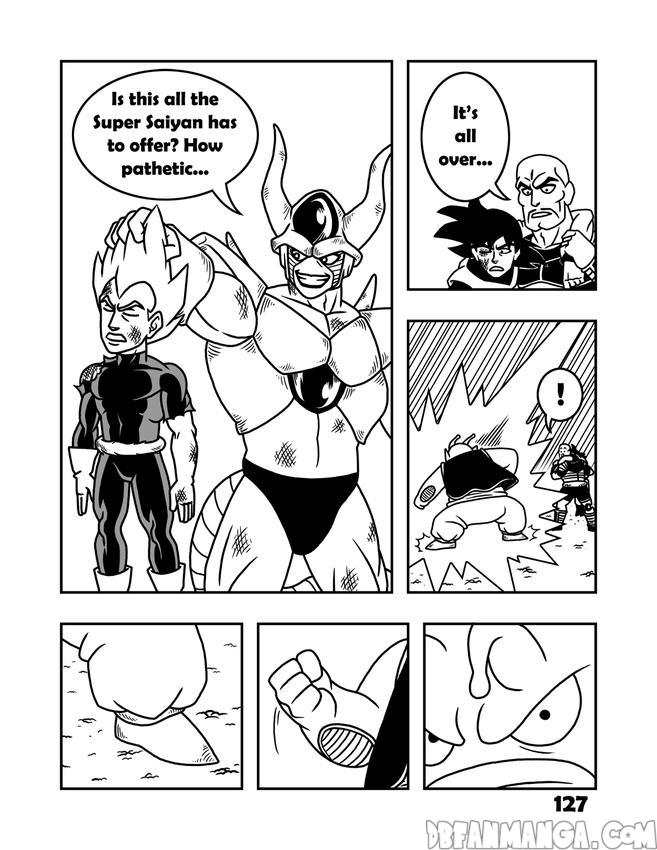 Is this all the
Super Saiyan has
to offer? How
pathetic...
It's
all
over...
!
127
DBFANMANGA.COM